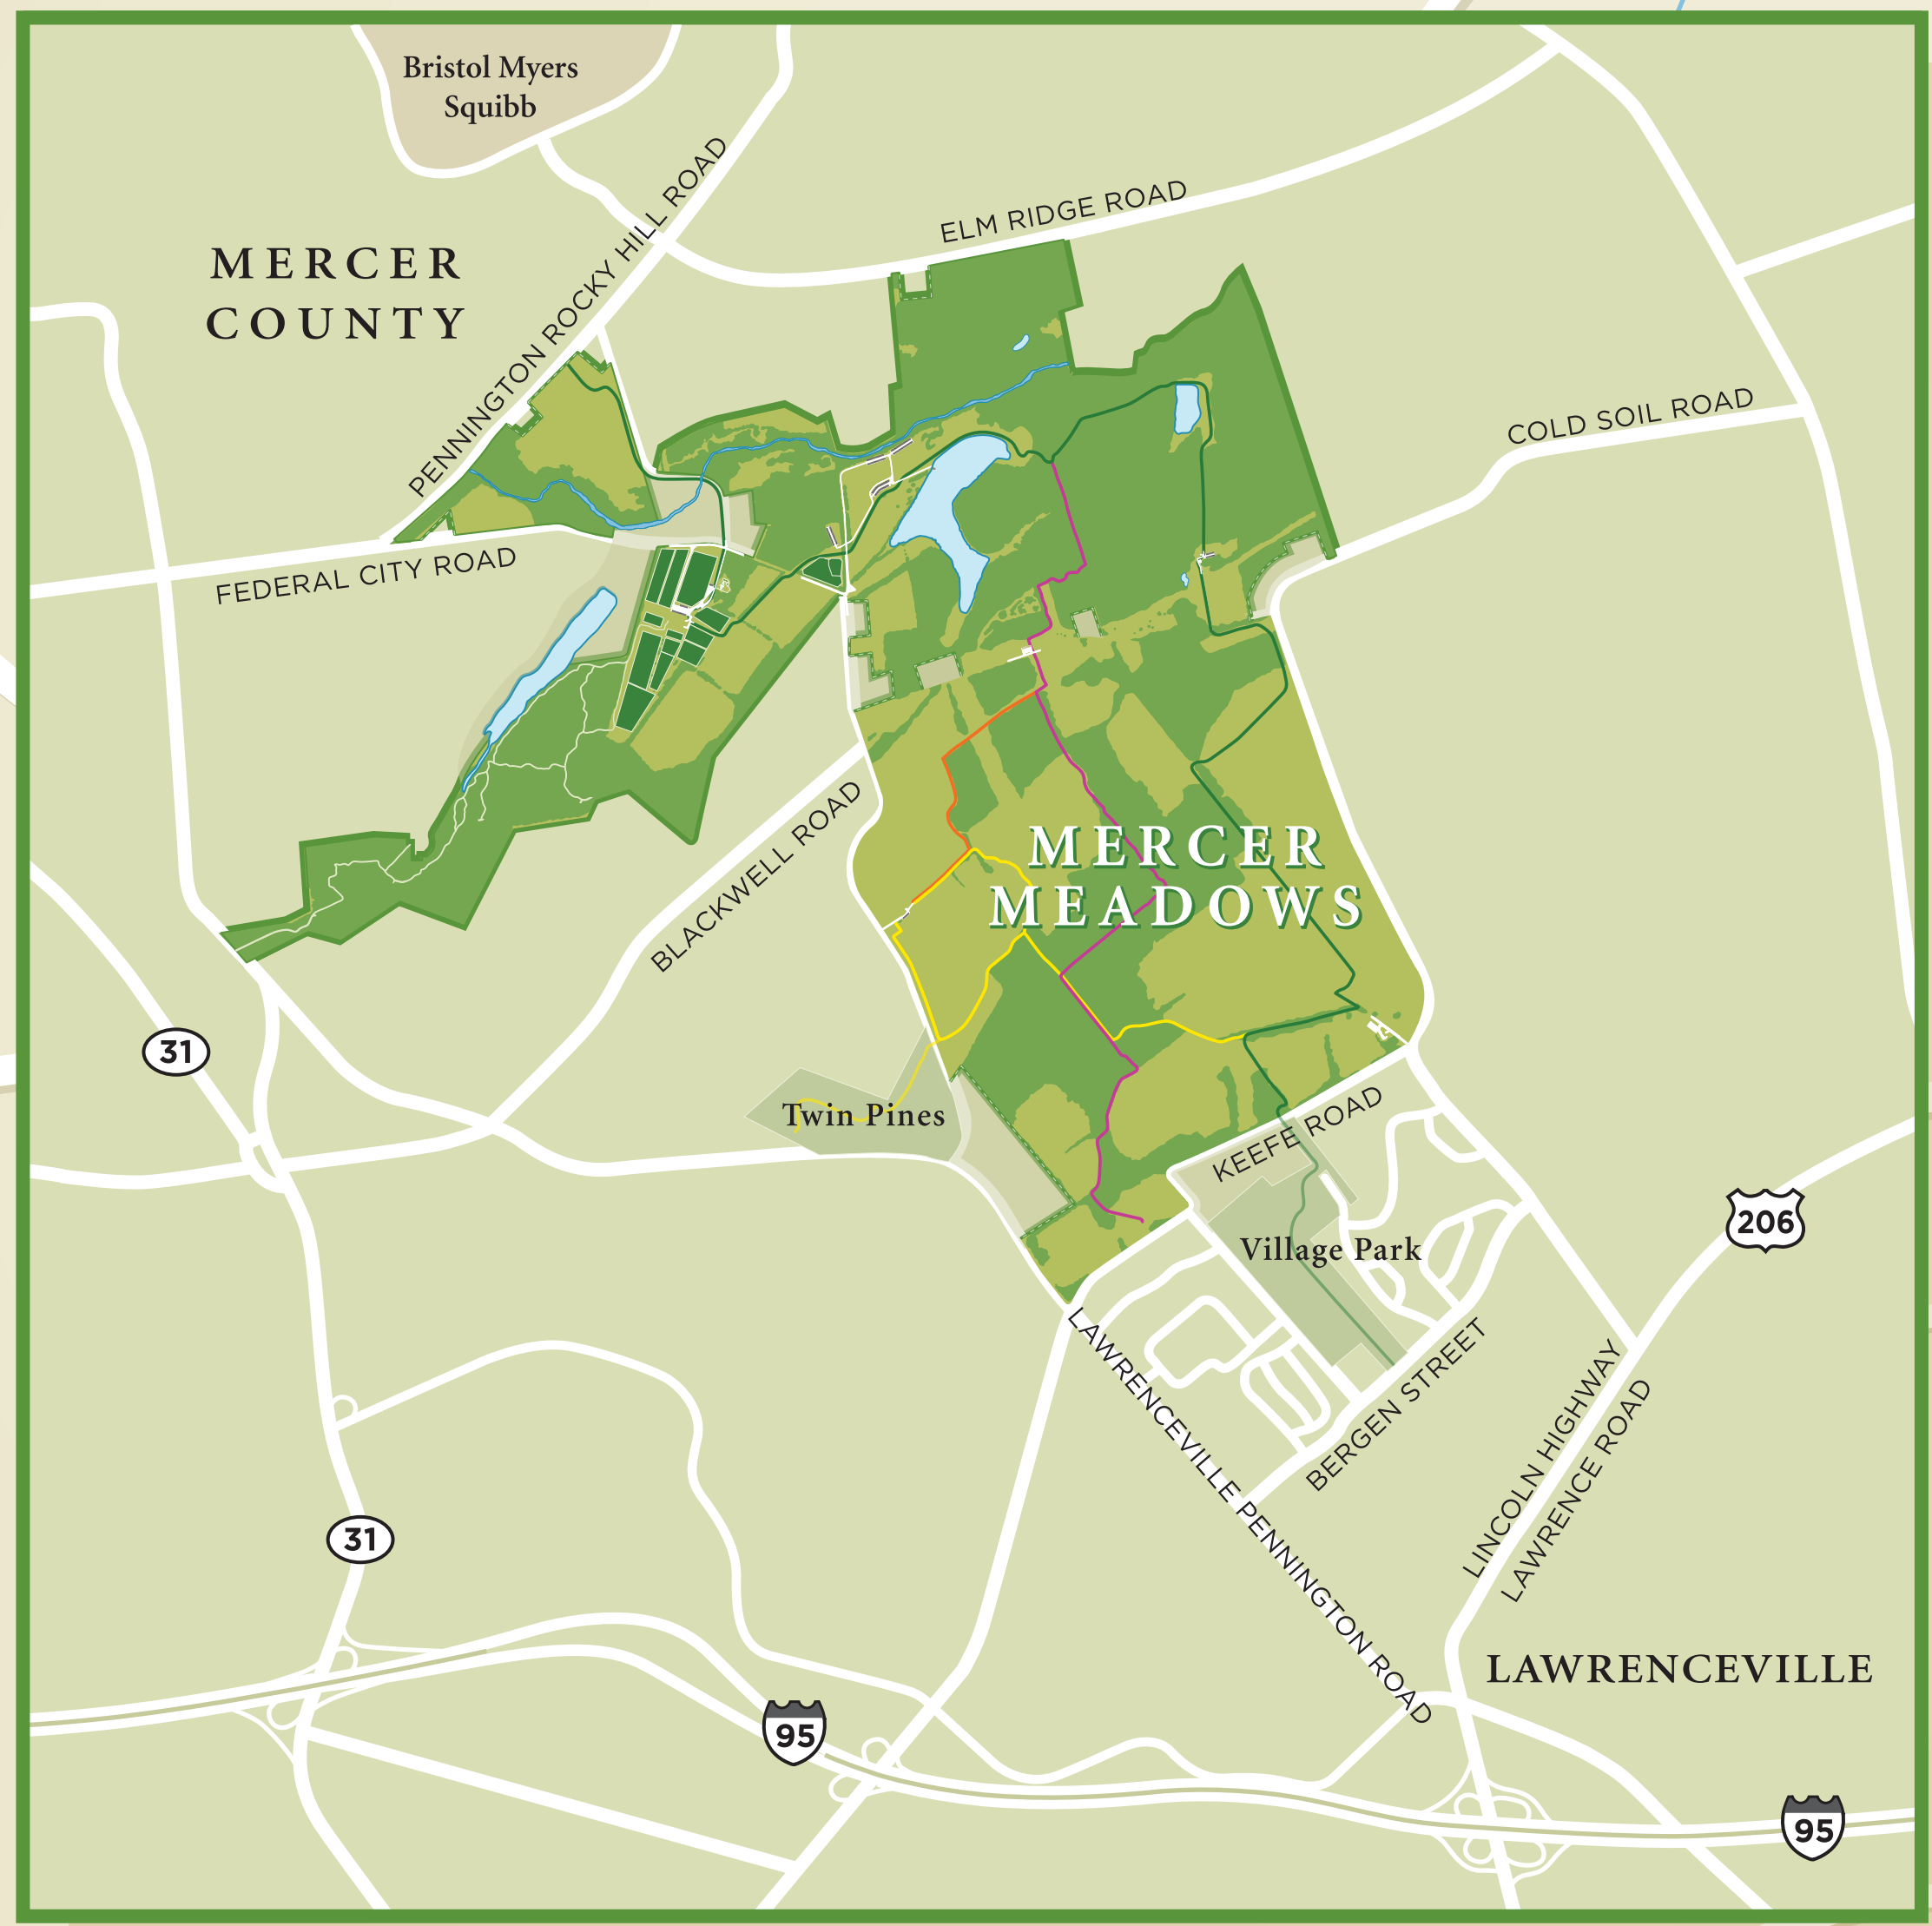 Bristol Myers
Squibb
PENNINGTON ROCKY HILL ROAD
ELM RIDGE ROAD
MERCER
COUNTY
COLD SOIL ROAD
FEDERAL CITY ROAD
BLACKWELL ROAD
MERCER
MEADOWS
31
Twin Pines
KEEFE ROAD
206
Village Park
LAWRENCEVILLE PENNINGTON ROAD
BERGEN STREET
LINCOLN HIGHWAY
LAWRENCE ROAD
31
LAWRENCEVILLE
95
95